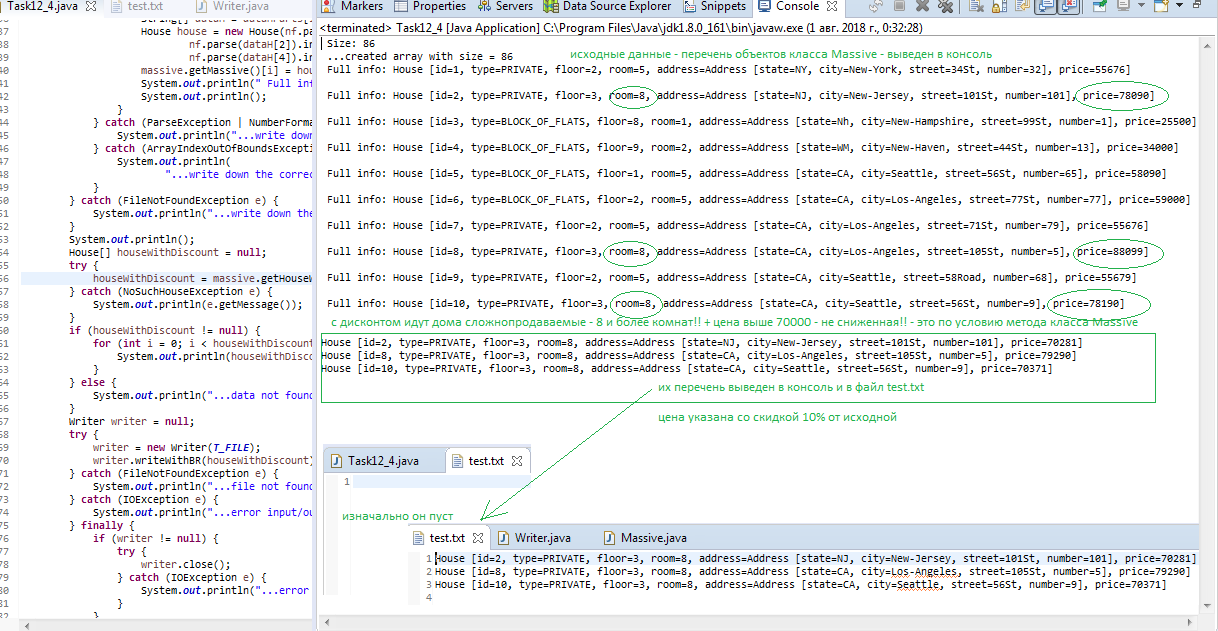 Task12_4.java test.txt Writer.java
House house = new House(nf.pa
nf.parse(dataH[2]).ir
nf.parse(dataH[4]).ir
massive.getMassive()[i] = hou
System.out.println(" Full inf
System.out.println();
}
} catch (ParseException | NumberForma
System.out.println("...write down
} catch (ArrayIndexOutOfBoundsExcepti
System.out.println(
"...write down the correc
}
} catch (FileNotFoundException e) {
System.out.println("...write down the
}
System.out.println();
House[] houseWithDiscount = null;
try {
houseWithDiscount = massive.getHouseW
} catch (NoSuchHouseException e) {
System.out.println(e.getMessage());
}
if (houseWithDiscount != null) {
for (int i = 0; i < houseWithDiscount
System.out.println(houseWithDisc
}
} else {
System.out.println("...data not found
}
Writer writer = null;
try {
writer = new Writer(T_FILE);
writer.writeWithBR(houseWithDiscount)
} catch (FileNotFoundException e) {
System.out.println("...file not found
} catch (IOException e) {
System.out.println("...error input/ou
} finally {
if (writer != null) {
try {
writer.close();
} catch (IOException e) {
System.out.println("...error
}
}
Markers Properties Servers Data Source Explorer Snippets Console
<terminated> Task12_4 [Java Application] C:\Program Files\Java\jdk1.8.0_161\bin\javaw.exe (1 авг. 2018 г., 0:32:28)
Size: 86
...created array with size = 86
исходные данные - перечень объектов класса Massive - выведен в консоль
Full info: House [id=1, type=PRIVATE, floor=2, room=5, address=Address [state=NY, city=New-York, street=34St, number=32], price=55676]
Full info: House [id=2, type=PRIVATE, floor=3, room=8, address=Address [state=NJ, city=New-Jersey, street=101St, number=101], price=78090]
Full info: House [id=3, type=BLOCK_OF_FLATS, floor=8, room=1, address=Address [state=Nh, city=New-Hampshire, street=99St, number=1], price=25500]
Full info: House [id=4, type=BLOCK_OF_FLATS, floor=9, room=2, address=Address [state=WM, city=New-Haven, street=44St, number=13], price=34000]
Full info: House [id=5, type=BLOCK_OF_FLATS, floor=1, room=5, address=Address [state=CA, city=Seattle, street=56St, number=65], price=58090]
Full info: House [id=6, type=BLOCK_OF_FLATS, floor=2, room=5, address=Address [state=CA, city=Los-Angeles, street=77St, number=77], price=59000]
Full info: House [id=7, type=PRIVATE, floor=2, room=5, address=Address [state=CA, city=Los-Angeles, street=71St, number=79], price=55676]
Full info: House [id=8, type=PRIVATE, floor=3, room=8, address=Address [state=CA, city=Los-Angeles, street=105St, number=5], price=88099]
Full info: House [id=9, type=PRIVATE, floor=2, room=5, address=Address [state=CA, city=Seattle, street=58Road, number=68], price=55679]
Full info: House [id=10, type=PRIVATE, floor=3, room=8, address=Address [state=CA, city=Seattle, street=56St, number=9], price=78190]
с дисконтом идут дома сложнопродаваемые - 8 и более комнат!! + цена выше 70000 - не сниженная!! - это по условию метода класса Massive
House [id=2, type=PRIVATE, floor=3, room=8, address=Address [state=NJ, city=New-Jersey, street=101St, number=101], price=70281]
House [id=8, type=PRIVATE, floor=3, room=8, address=Address [state=CA, city=Los-Angeles, street=105St, number=5], price=79290]
House [id=10, type=PRIVATE, floor=3, room=8, address=Address [state=CA, city=Seattle, street=56St, number=9], price=70371]
их перечень выведен в консоль и в файл test.txt
цена указана со скидкой 10% от исходной
Task12_4.java test.txt
1
изначально он пуст
test.txt Writer.java Massive.java
1 House [id=2, type=PRIVATE, floor=3, room=8, address=Address [state=NJ, city=New-Jersey, street=101St, number=101], price=70281]
2 House [id=8, type=PRIVATE, floor=3, room=8, address=Address [state=CA, city=Los-Angeles, street=105St, number=5], price=79290]
3 House [id=10, type=PRIVATE, floor=3, room=8, address=Address [state=CA, city=Seattle, street=56St, number=9], price=70371]
4